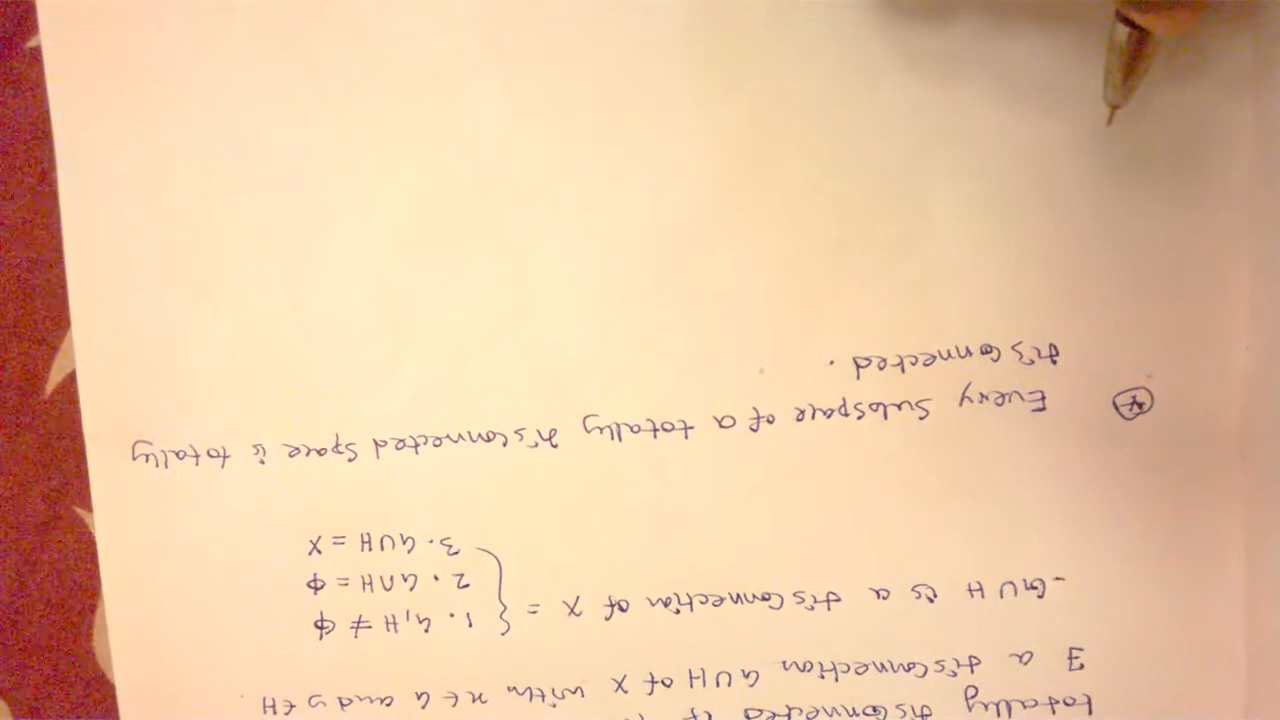 totally disconnected if
∃ a disconnection G∪H of X with x∈G and y∈H.
- G∪H is a disconnection of X = { 1. G,H ≠ φ
2. G∩H = φ
3. G∪H = X
Every subspace of a totally disconnected space is totally
disconnected.